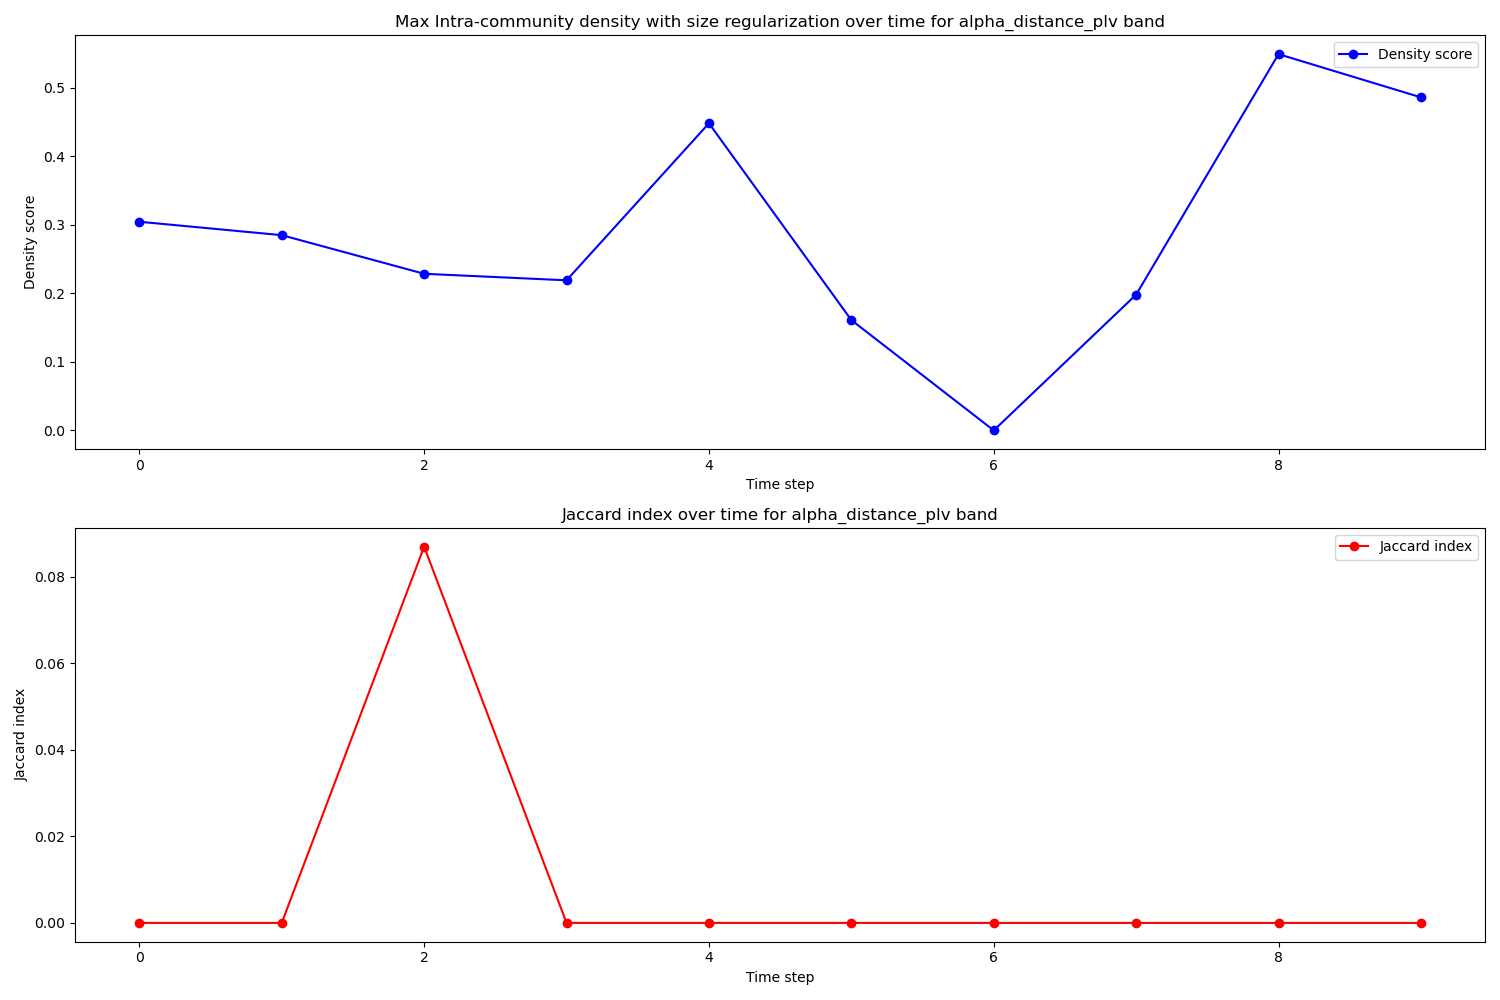 Max Intra-community density with size regularization over time for alpha_distance_plv band
Density score
0.5
0.4
0.3
0.2
0.1
0.0
Density score
0 2 4 6 8
Time step
Jaccard index over time for alpha_distance_plv band
Jaccard index
0.08
0.06
0.04
0.02
0.00
Jaccard index
0 2 4 6 8
Time step